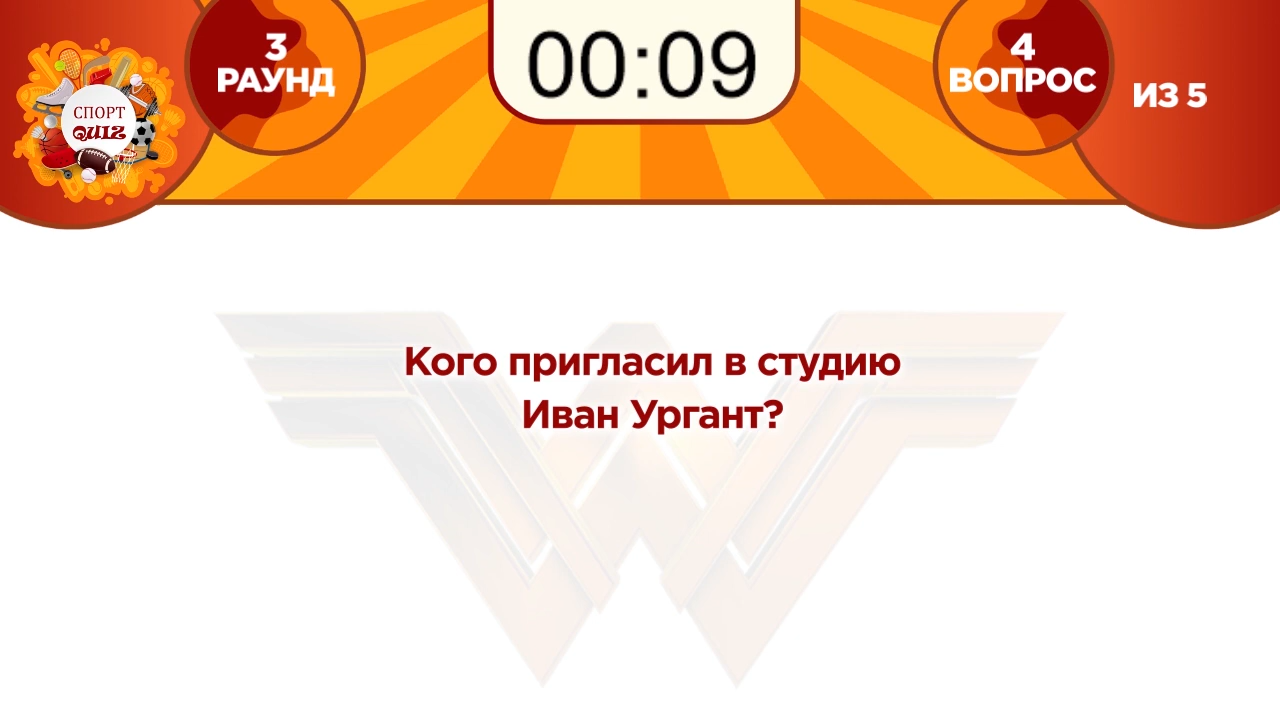 СПОРТ
QUIZ
3
РАУНД
00:09
4
ВОПРОС
ИЗ 5
Кого пригласил в студию
Иван Ургант?